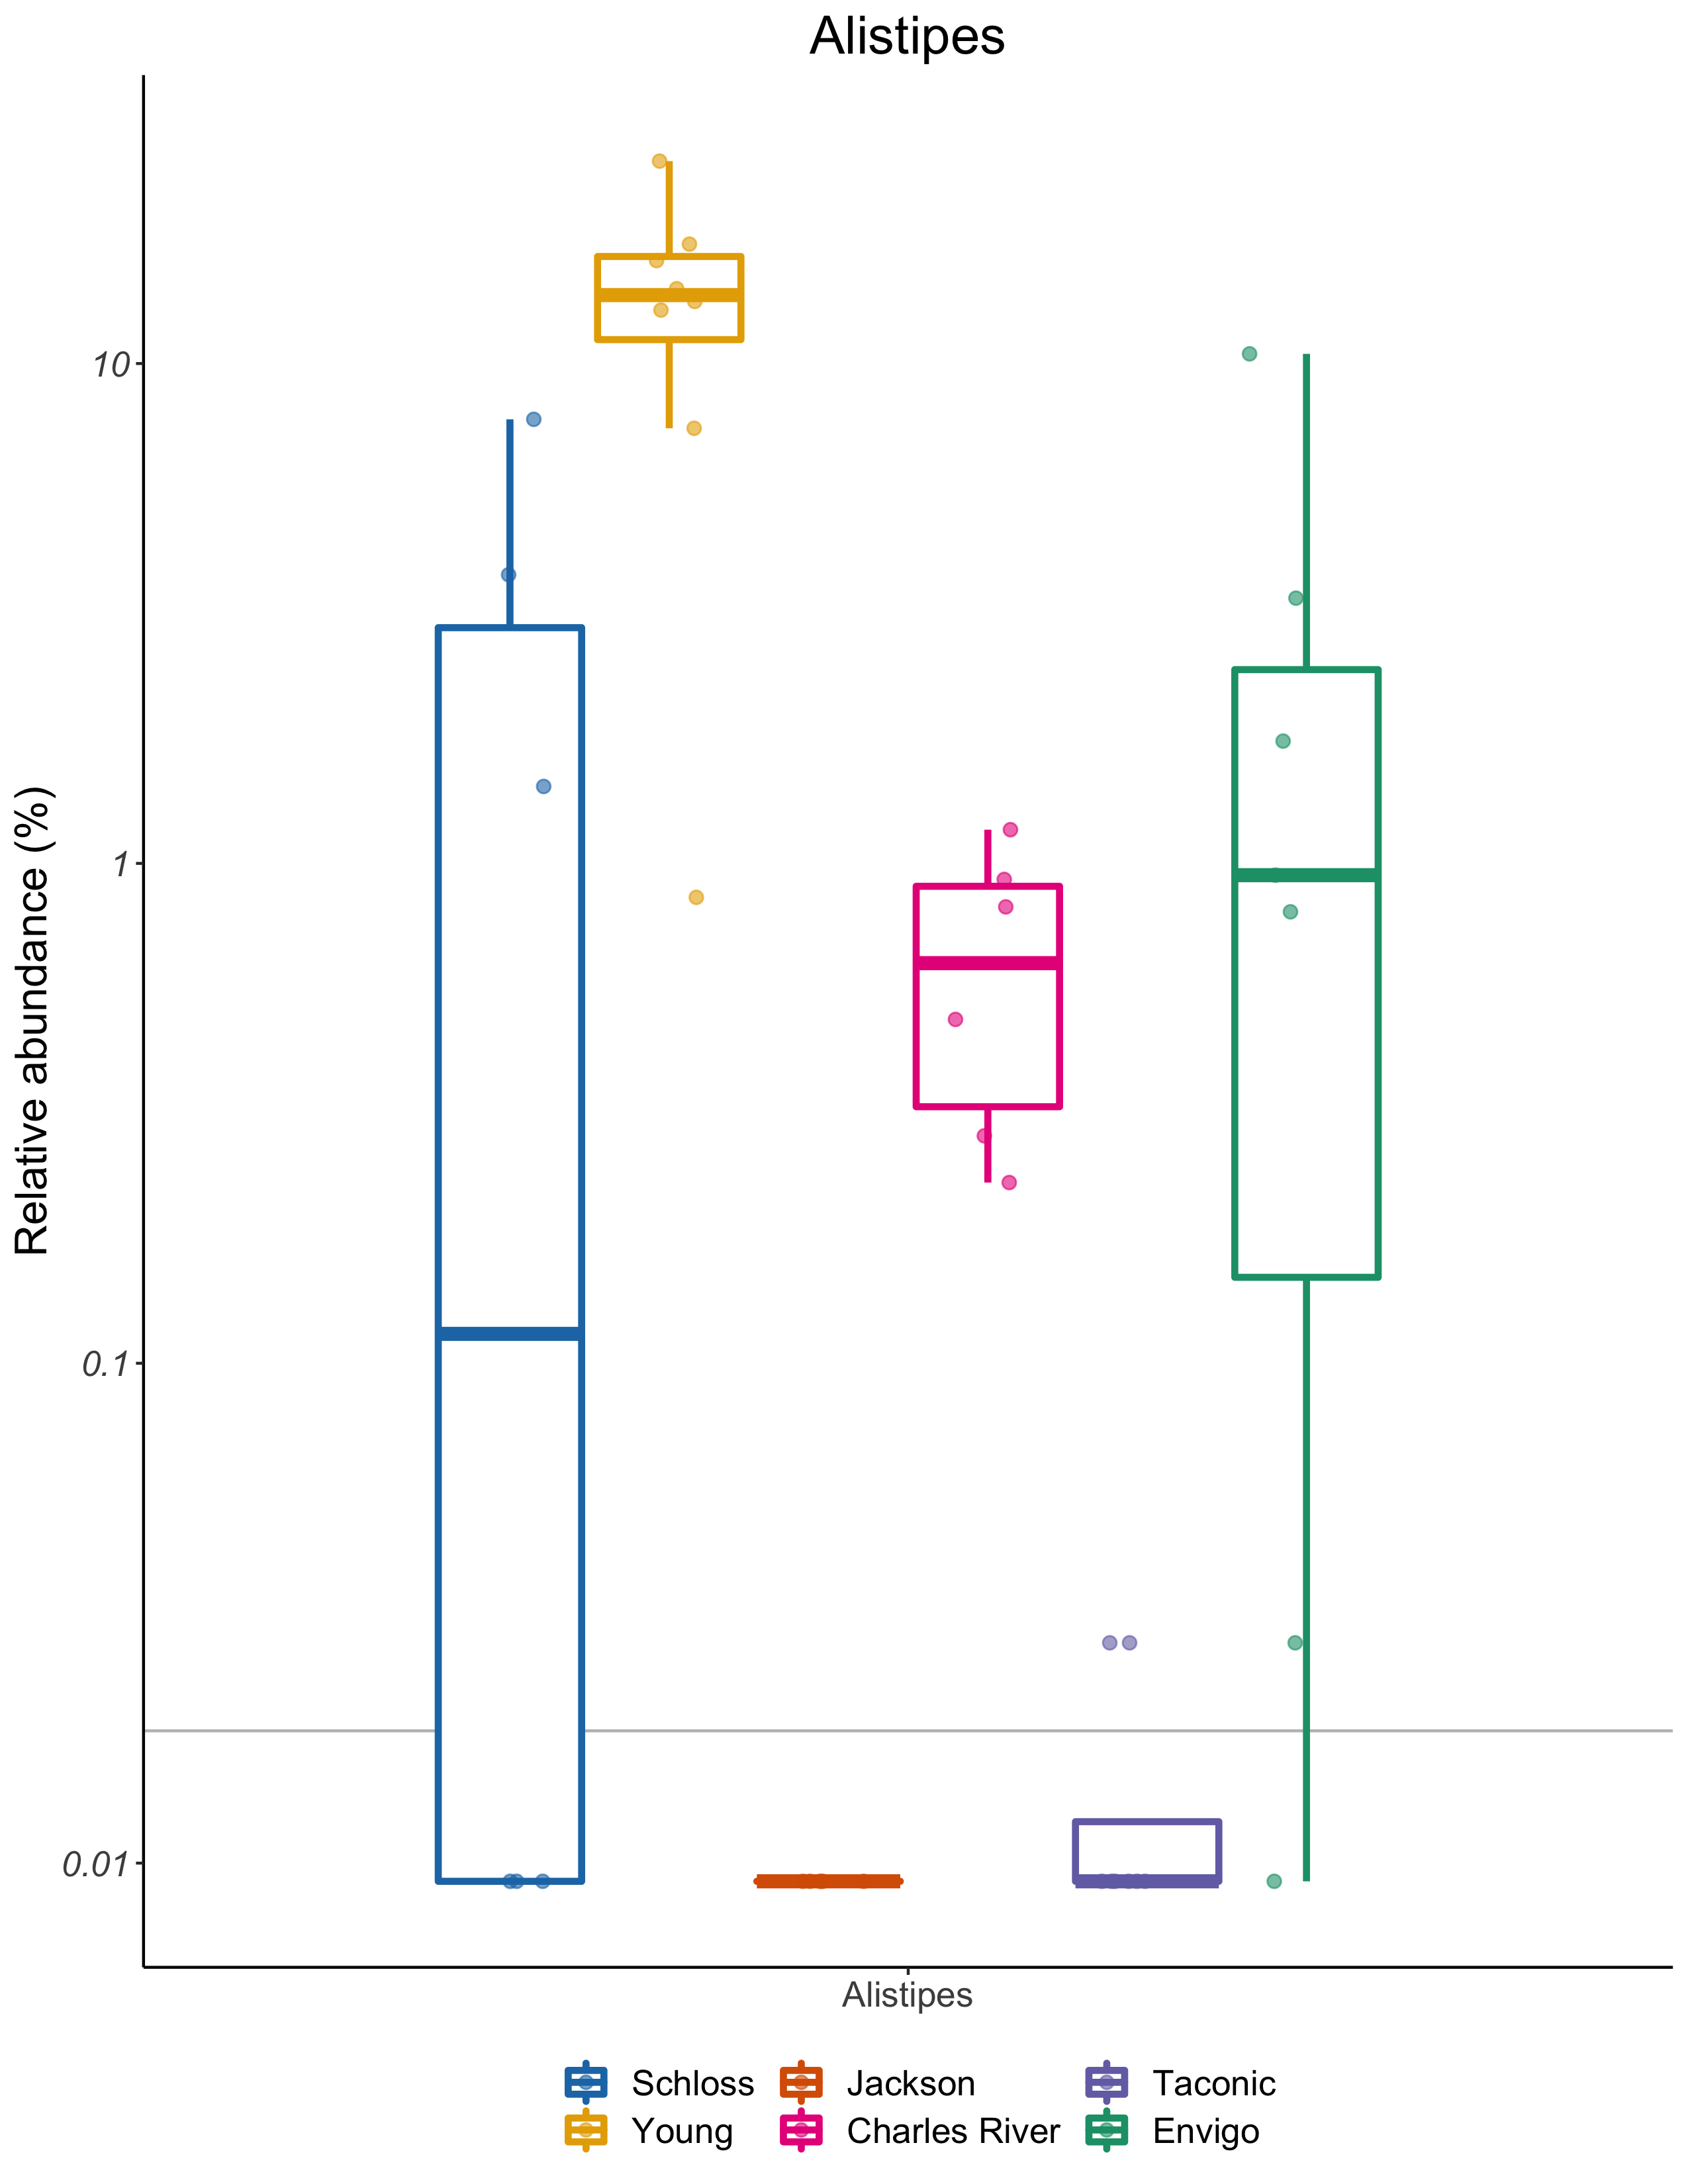 Alistipes
Relative abundance (%)
10
1
0.1
0.01
Alistipes
Schloss Jackson Taconic
Young Charles River Envigo